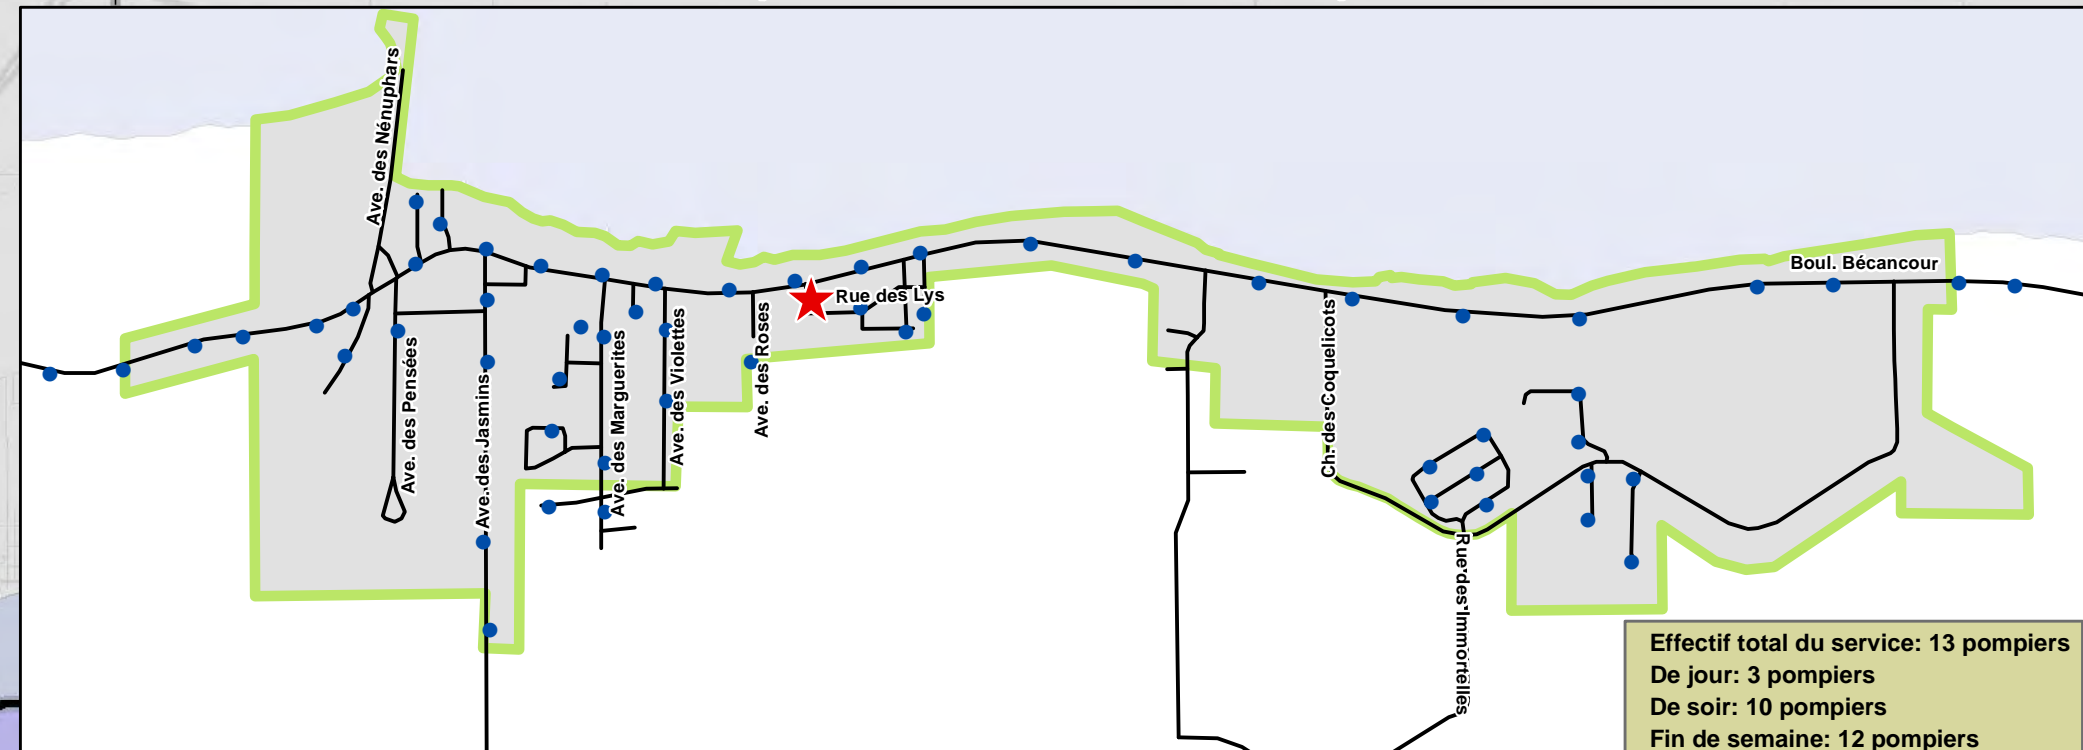 Ave. des Nénuphars
Boul. Bécancour
Rue des Lys
Ave. des Pensées
Ave. des Jasmins
Ave. des Marguerites
Ave. des Violettes
Ave. des Roses
Ch. des Coquelicots
Rue des Immortelles
Effectif total du service: 13 pompiers
De jour: 3 pompiers
De soir: 10 pompiers
Fin de semaine: 12 pompiers